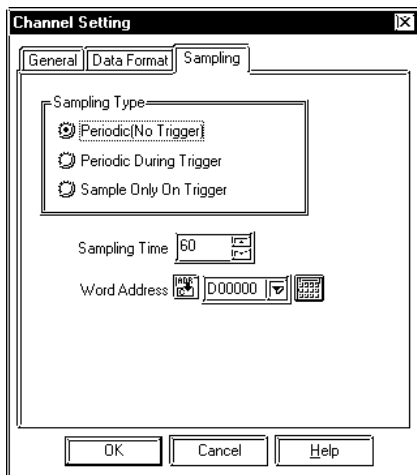 Channel Setting
General Data Format Sampling
Sampling Type
Periodic(No Trigger)
Periodic During Trigger
Sample Only On Trigger
Sampling Time 60
Word Address D00000
OK Cancel Help